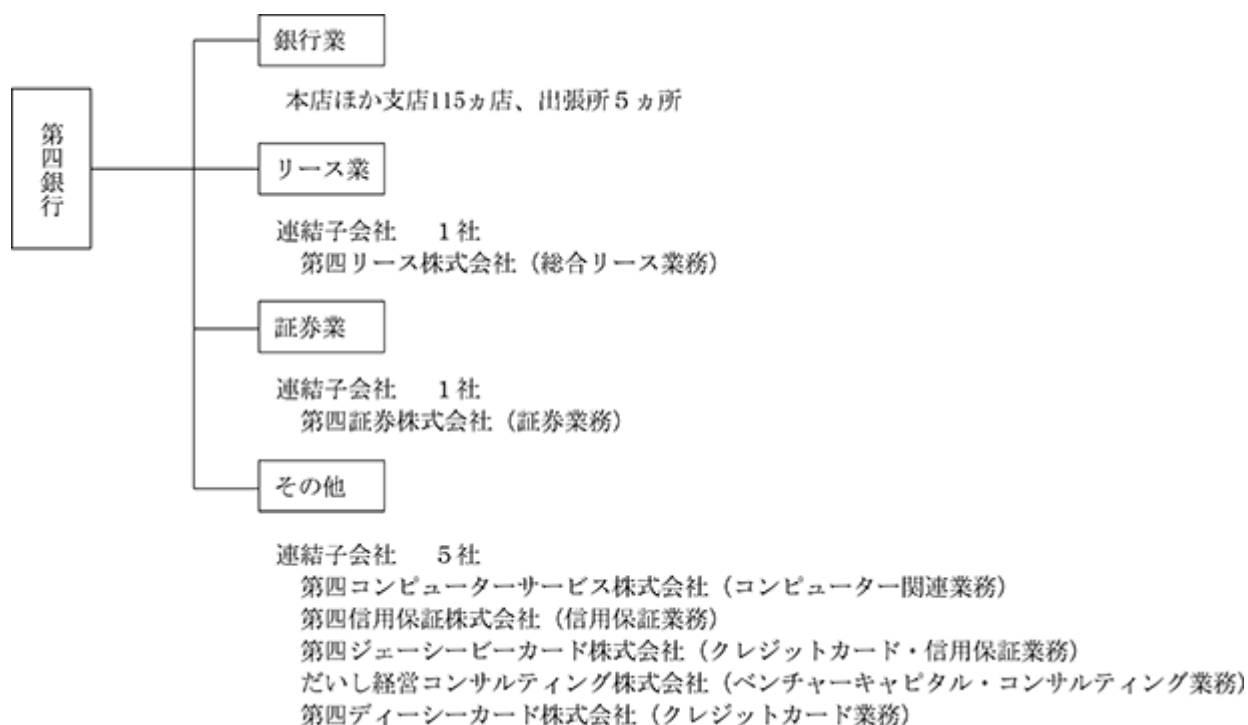 第四銀行
銀行業
本店ほか支店115ヵ店、出張所5ヵ所
リース業
連結子会社 1社
第四リース株式会社(総合リース業務)
証券業
連結子会社 1社
第四証券株式会社(証券業務)
その他
連結子会社 5社
第四コンピューターサービス株式会社(コンピューター関連業務)
第四信用保証株式会社(信用保証業務)
第四ジェーシービーカード株式会社(クレジットカード・信用保証業務)
だいし経営コンサルティング株式会社(ベンチャーキャピタル・コンサルティング業務)
第四ディーシーカード株式会社(クレジットカード業務)